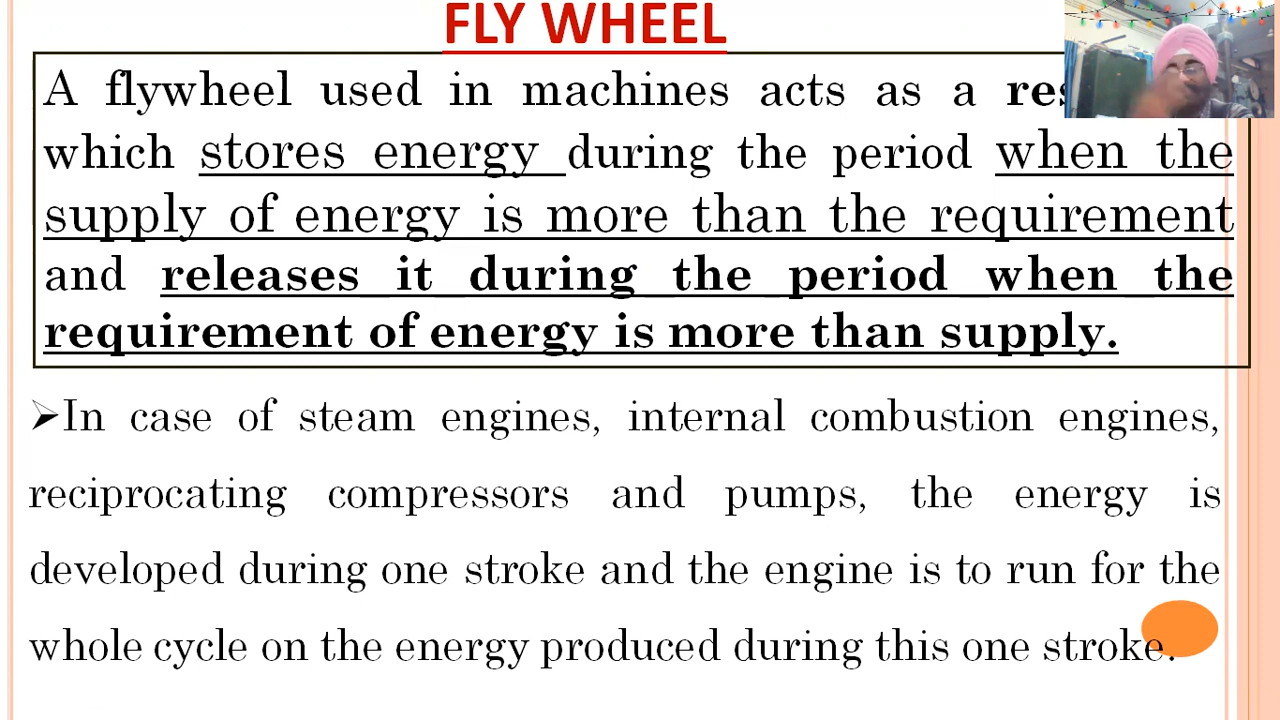 FLY WHEEL
A flywheel used in machines acts as a
which stores energy during the period when the
supply of energy is more than the requirement
and releases it during the period when the
requirement of energy is more than supply.
➢In case of steam engines, internal combustion engines,
reciprocating compressors and pumps, the energy is
developed during one stroke and the engine is to run for the
whole cycle on the energy produced during this one stroke.